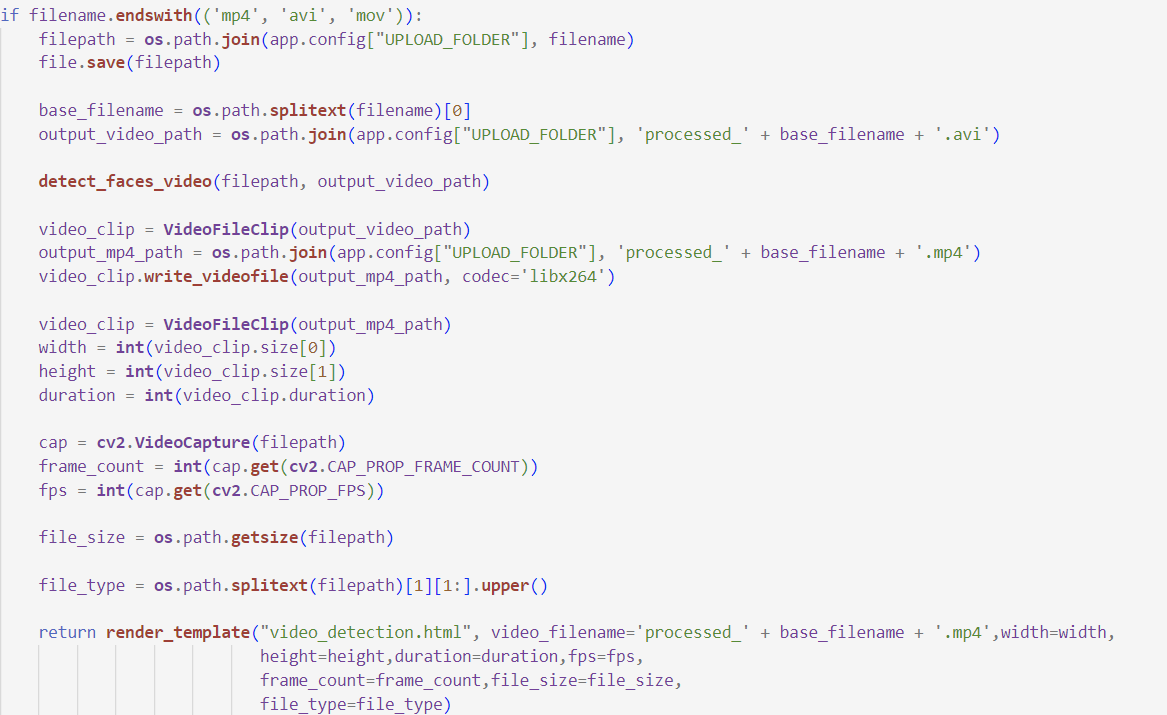 if filename.endswith(('mp4', 'avi', 'mov')):
    filepath = os.path.join(app.config["UPLOAD_FOLDER"], filename)
    file.save(filepath)

    base_filename = os.path.splitext(filename)[0]
    output_video_path = os.path.join(app.config["UPLOAD_FOLDER"], 'processed_' + base_filename + '.avi')

    detect_faces_video(filepath, output_video_path)

    video_clip = VideoFileClip(output_video_path)
    output_mp4_path = os.path.join(app.config["UPLOAD_FOLDER"], 'processed_' + base_filename + '.mp4')
    video_clip.write_videofile(output_mp4_path, codec='libx264')

    video_clip = VideoFileClip(output_mp4_path)
    width = int(video_clip.size[0])
    height = int(video_clip.size[1])
    duration = int(video_clip.duration)

    cap = cv2.VideoCapture(filepath)
    frame_count = int(cap.get(cv2.CAP_PROP_FRAME_COUNT))
    fps = int(cap.get(cv2.CAP_PROP_FPS))

    file_size = os.path.getsize(filepath)

    file_type = os.path.splitext(filepath)[1][1:].upper()

    return render_template("video_detection.html", video_filename='processed_' + base_filename + '.mp4',width=width,
                           height=height,duration=duration,fps=fps,
                           frame_count=frame_count,file_size=file_size,
                           file_type=file_type)